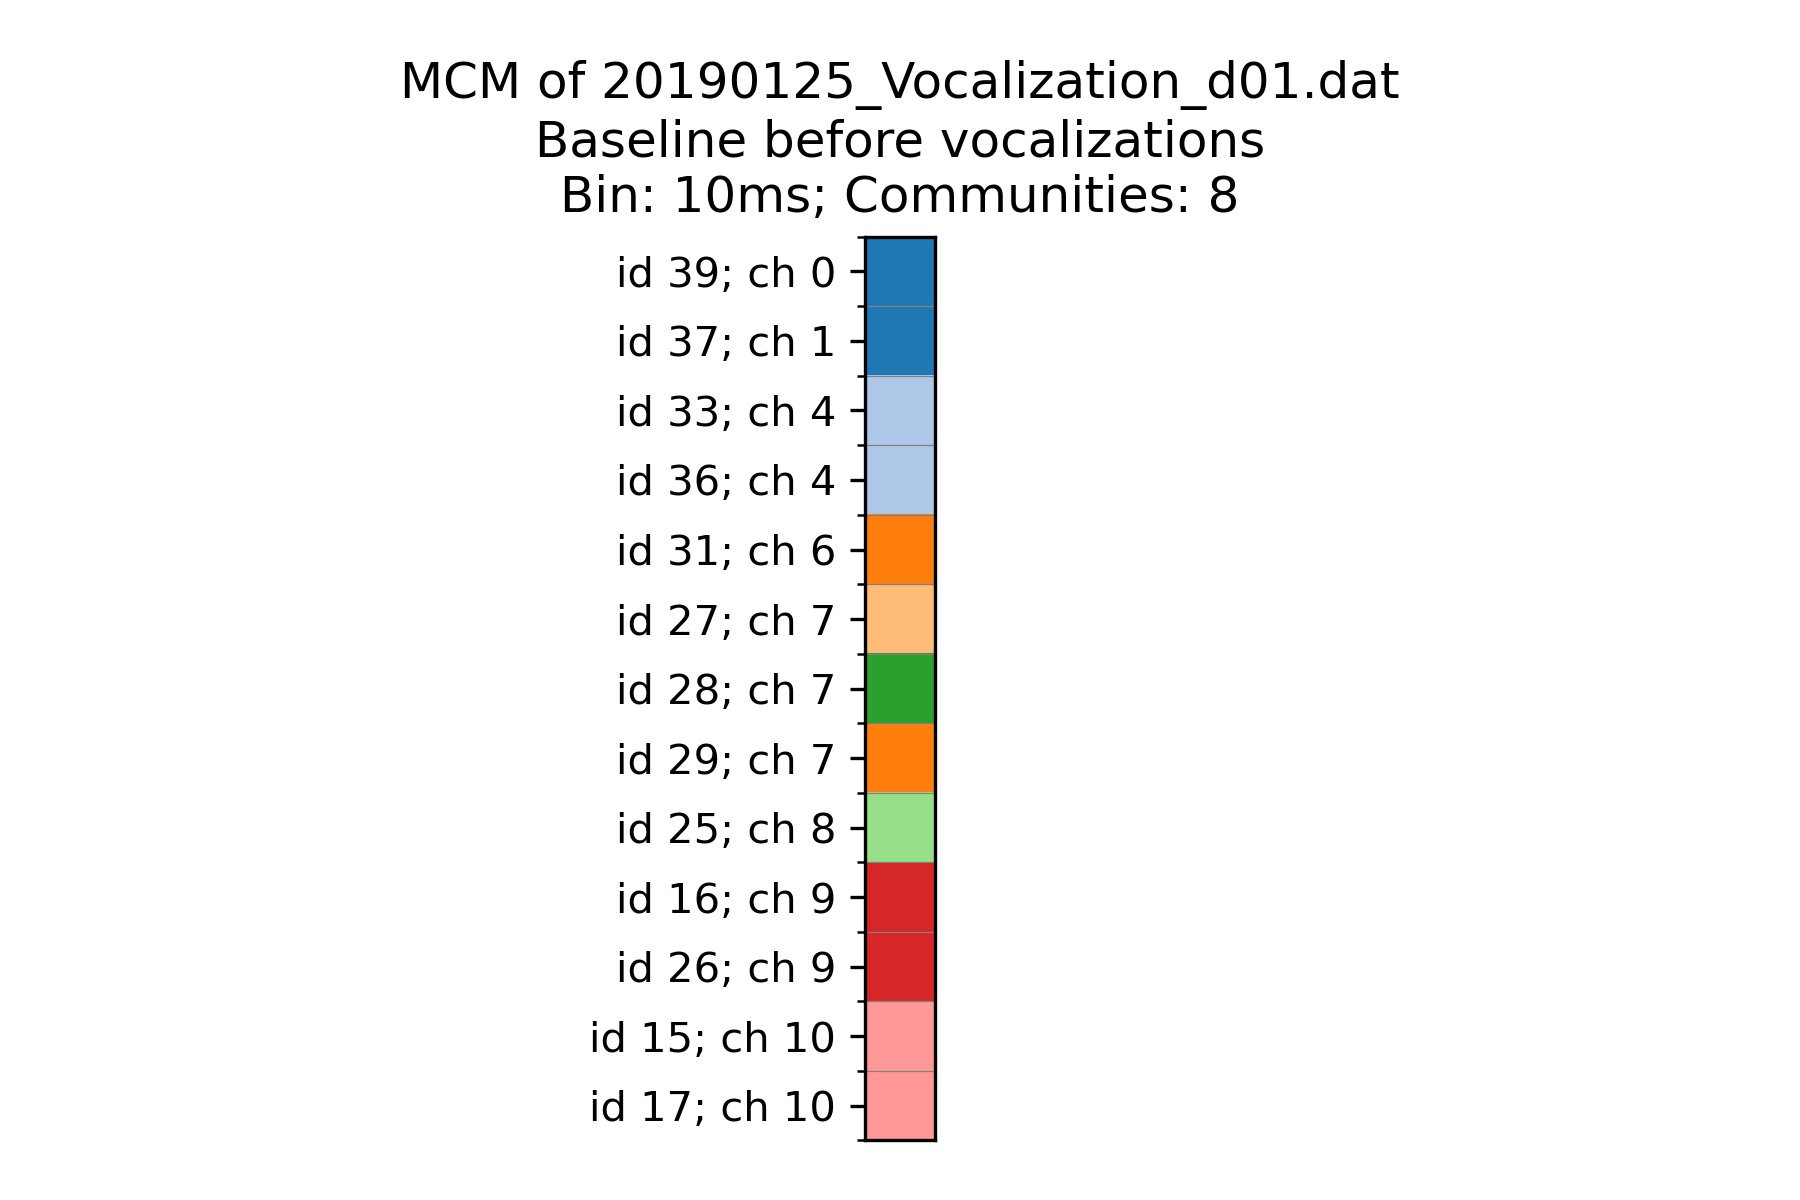 MCM of 20190125_Vocalization_d01.dat
Baseline before vocalizations
Bin: 10ms; Communities: 8
id 39; ch 0
id 37; ch 1
id 33; ch 4
id 36; ch 4
id 31; ch 6
id 27; ch 7
id 28; ch 7
id 29; ch 7
id 25; ch 8
id 16; ch 9
id 26; ch 9
id 15; ch 10
id 17; ch 10